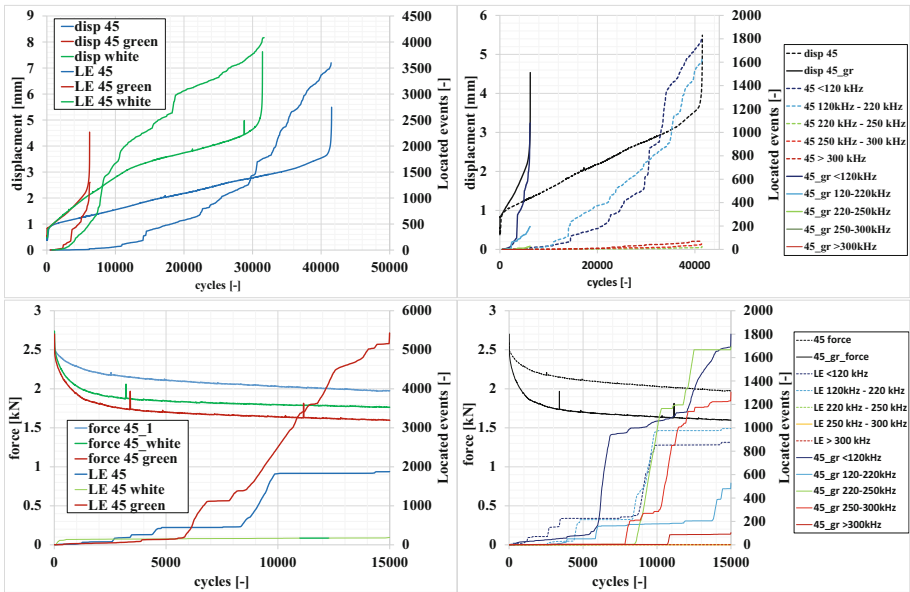 disp 45
disp 45 green
disp white
LE 45
LE 45 green
LE 45 white
displacment [mm]
9
8
7
6
5
4
3
2
1
0
4500
4000
3500
3000
2500
2000
1500
1000
500
0
Located events [-]
0
10000
20000
30000
40000
50000
cycles [-]
displacement [mm]
6
5
4
3
2
1
0
2000
1800
1600
1400
1200
1000
800
600
400
200
0
Located events [-]
0
20000
40000
cycles [-]
disp 45
disp 45_gr
45 <120 kHz
45 120kHz - 220 kHz
45 220 kHz - 250 kHz
45 250 kHz - 300 kHz
45 > 300 kHz
45_gr <120kHz
45_gr 120-220kHz
45_gr 220-250kHz
45_gr 250-300kHz
45_gr >300kHz
force [kN]
3
2.5
2
1.5
1
0.5
0
6000
5000
4000
3000
2000
1000
0
Located events [-]
force 45_1
force 45_white
force 45 green
LE 45
LE 45 white
LE 45 green
0
5000
10000
15000
cycles [-]
force [kN]
3
2.5
2
1.5
1
0.5
0
2000
1800
1600
1400
1200
1000
800
600
400
200
0
Located events [-]
0
5000
10000
15000
cycles [-]
45 force
45_gr_force
LE <120 kHz
LE 120kHz - 220 kHz
LE 220 kHz - 250 kHz
LE 250 kHz - 300 kHz
LE > 300 kHz
45_gr <120kHz
45_gr 120-220kHz
45_gr 220-250kHz
45_gr 250-300kHz
45_gr >300kHz